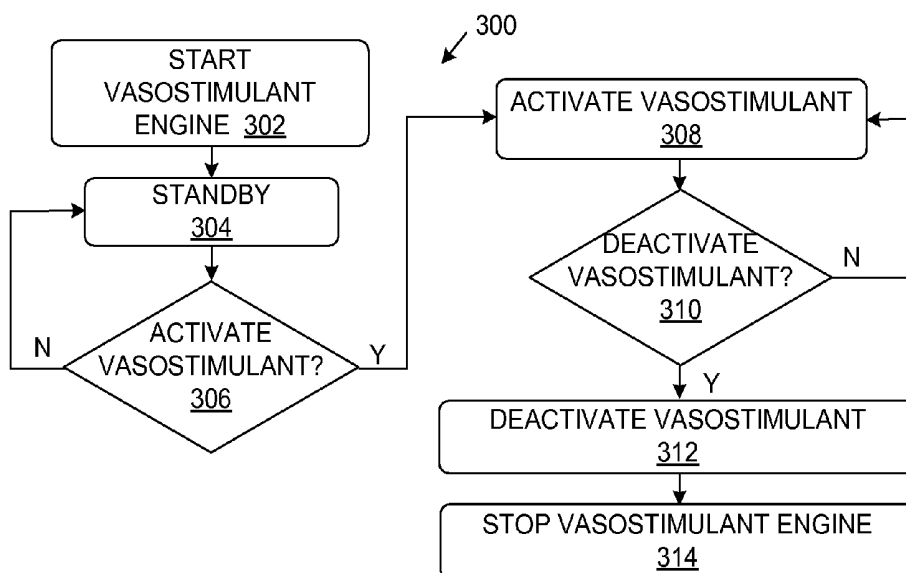 300
START
VASOSTIMULANT
ENGINE 302
STANDBY
304
ACTIVATE
VASOSTIMULANT?
306
N
Y
ACTIVATE VASOSTIMULANT
308
DEACTIVATE
VASOSTIMULANT?
310
N
Y
DEACTIVATE VASOSTIMULANT
312
STOP VASOSTIMULANT ENGINE
314